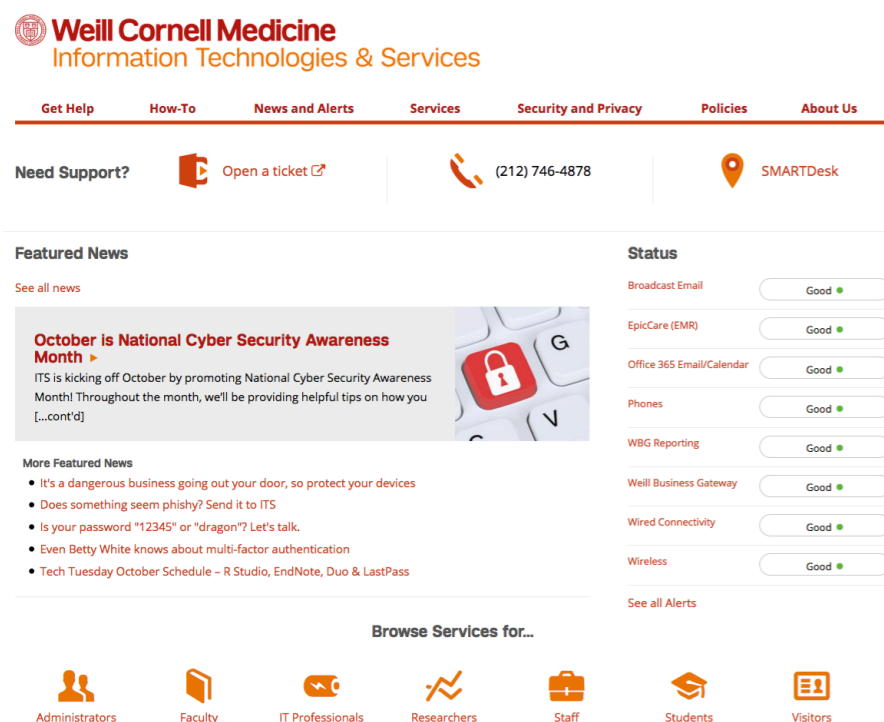 Weill Cornell Medicine
Information Technologies & Services
Get Help How-To News and Alerts Services Security and Privacy Policies About Us
Need Support? Open a ticket (212) 746-4878 SMARTDesk
Featured News
See all news
October is National Cyber Security Awareness
Month
ITS is kicking off October by promoting National Cyber Security Awareness
Month! Throughout the month, we'll be providing helpful tips on how you
[...cont'd]
G
V
C
More Featured News
It's a dangerous business going out your door, so protect your devices
Does something seem phishy? Send it to ITS
Is your password "12345" or "dragon"? Let's talk.
Even Betty White knows about multi-factor authentication
Tech Tuesday October Schedule – R Studio, EndNote, Duo & LastPass
Status
Broadcast Email Good
EpicCare (EMR) Good
Office 365 Email/Calendar Good
Phones Good
WBG Reporting Good
Weill Business Gateway Good
Wired Connectivity Good
Wireless Good
See all Alerts
Browse Services for...
Administrators Faculty IT Professionals Researchers Staff Students Visitors